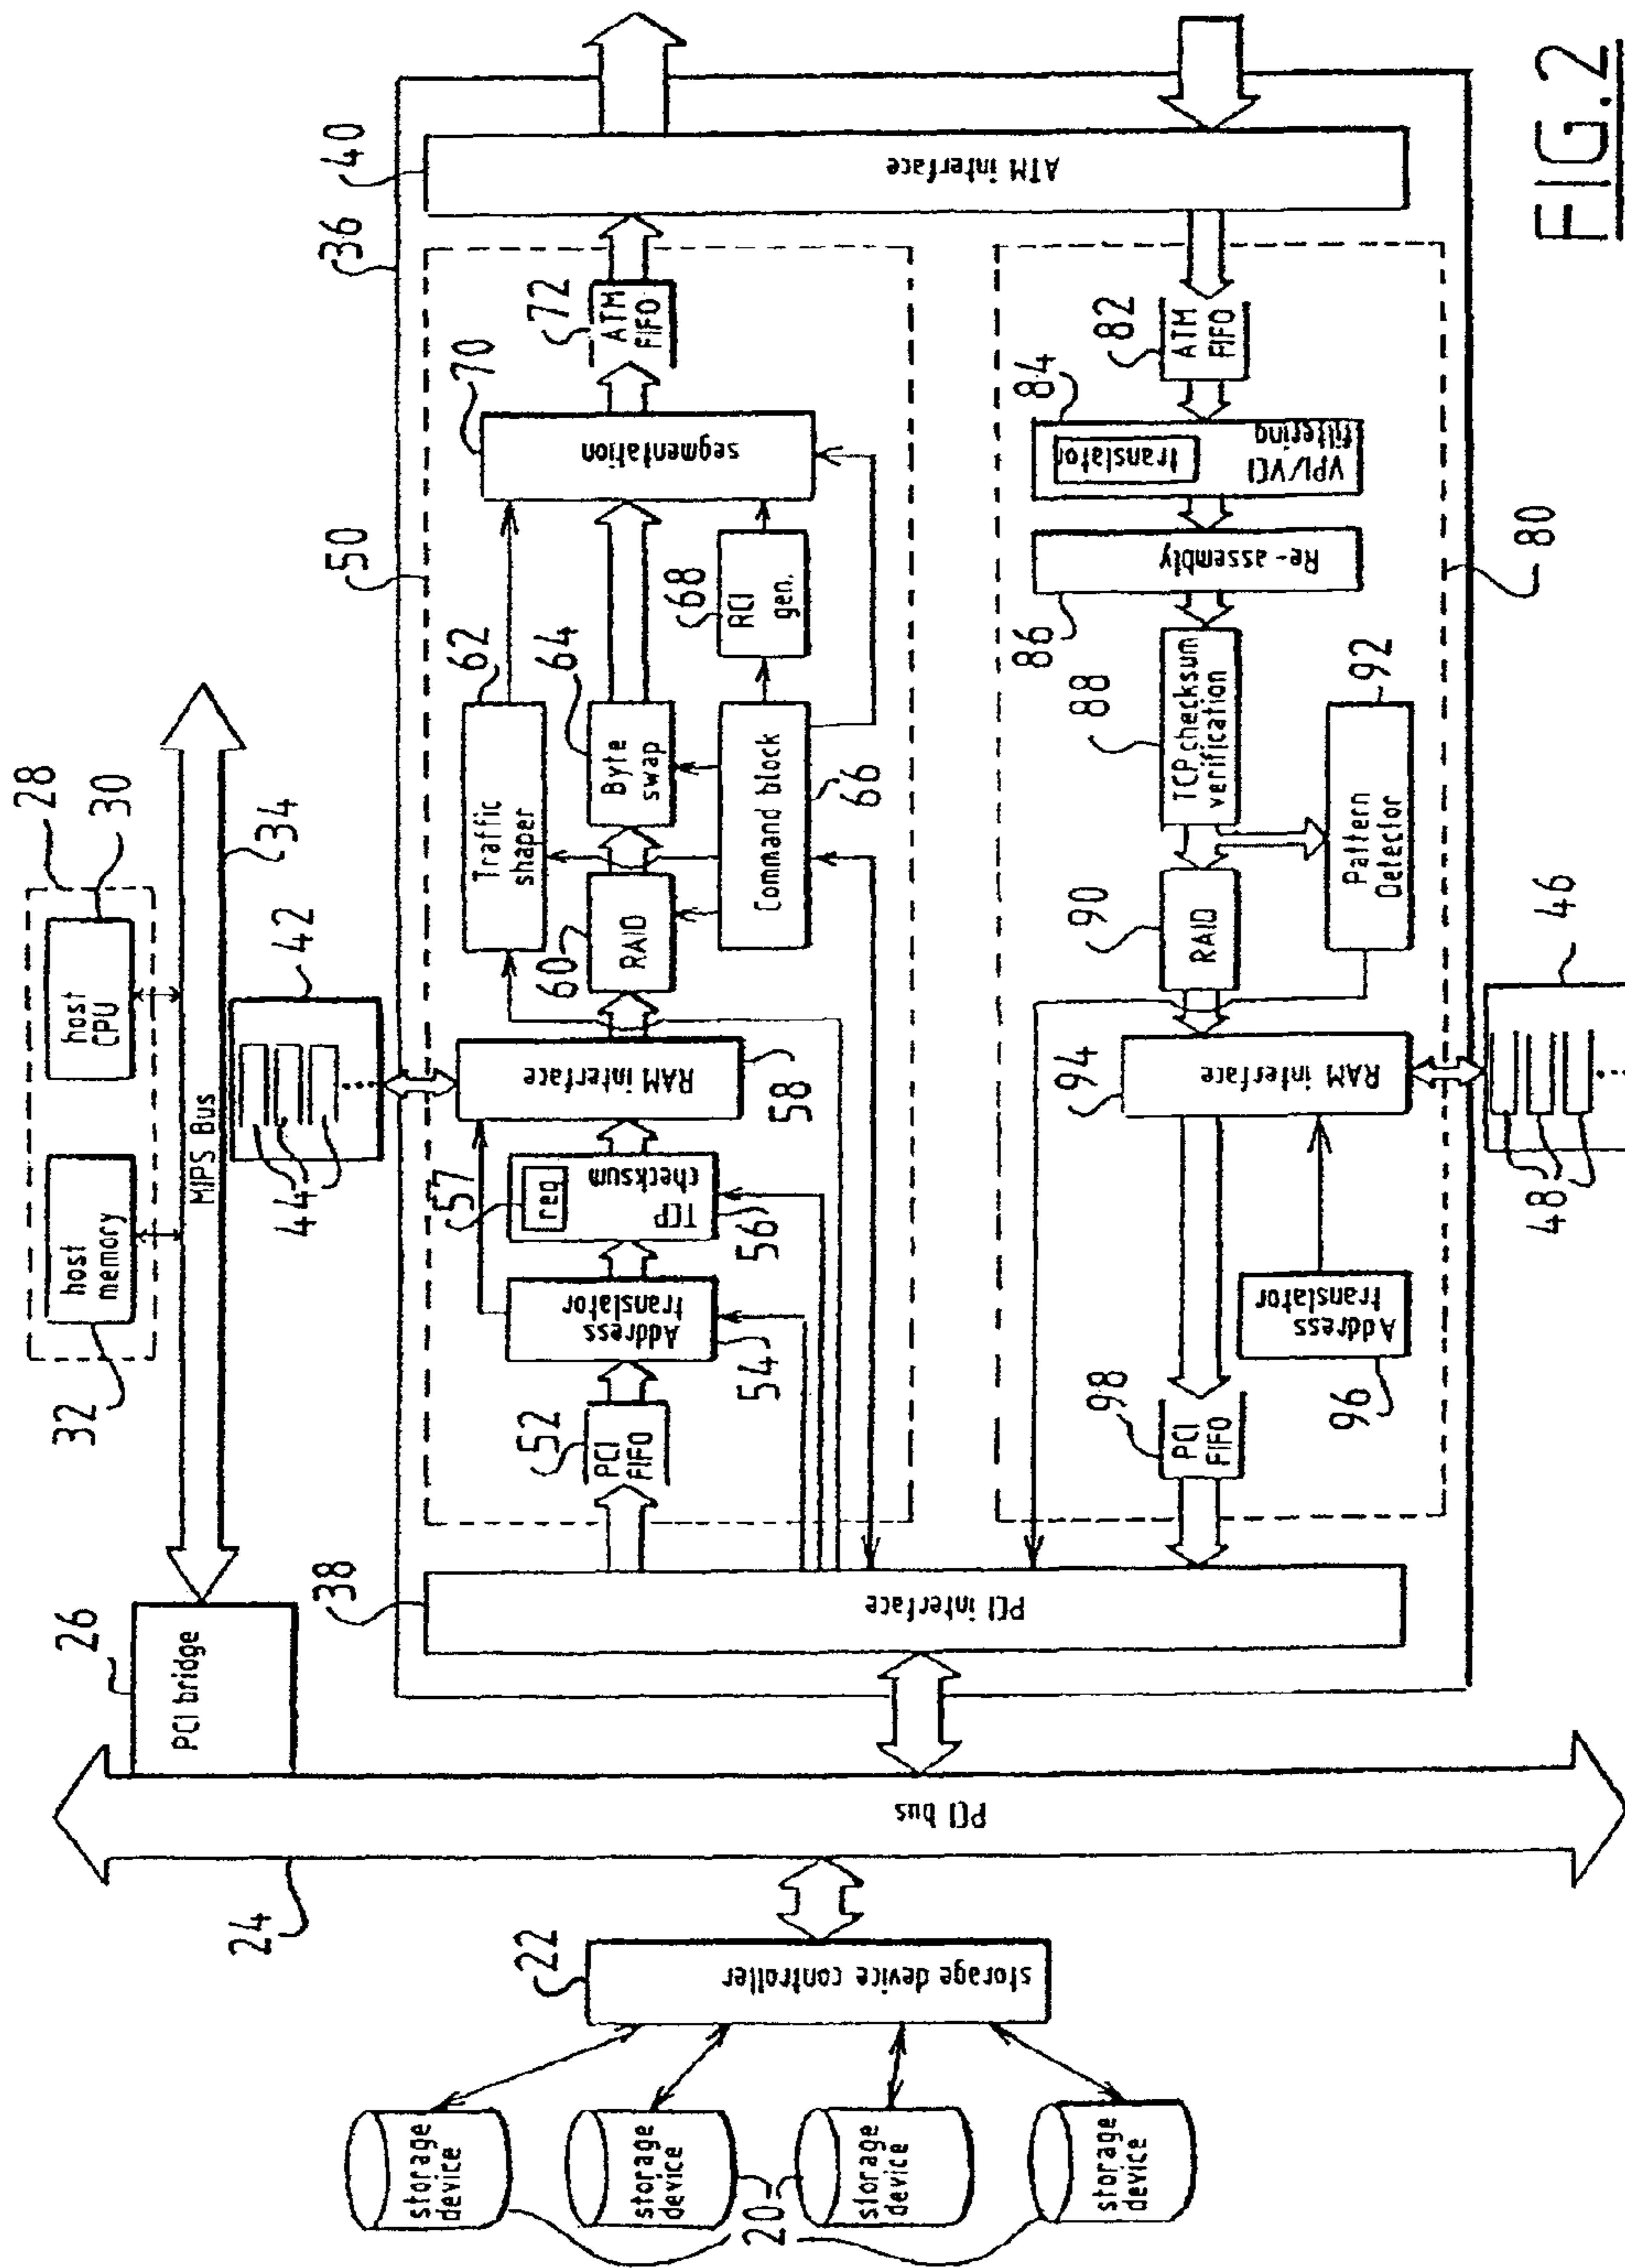 28
30
host
CPU
host
memory
32
34
MIPS Bus
26
PCI bridge
42
44
36
40
ATM interface
38
PCI interface
50
52
PCI
FIFO
54
Address
translator
57
reg
56
TCP
checksum
58
RAM interface
60
RAID
62
Traffic
shaper
64
Byte
swap
66
Command block
68
RCI
gen.
70
segmentation
72
ATM
FIFO
80
82
ATM
FIFO
84
translator
VPI/VCI
filtering
86
Re-assembly
88
TCP checksum
verification
90
RAID
92
Pattern
Detector
94
RAM interface
96
Address
translator
98
PCI
FIFO
46
48
24
PCI bus
22
storage device controller
storage
device
storage
device
storage
device
storage
device
20
FIG.2